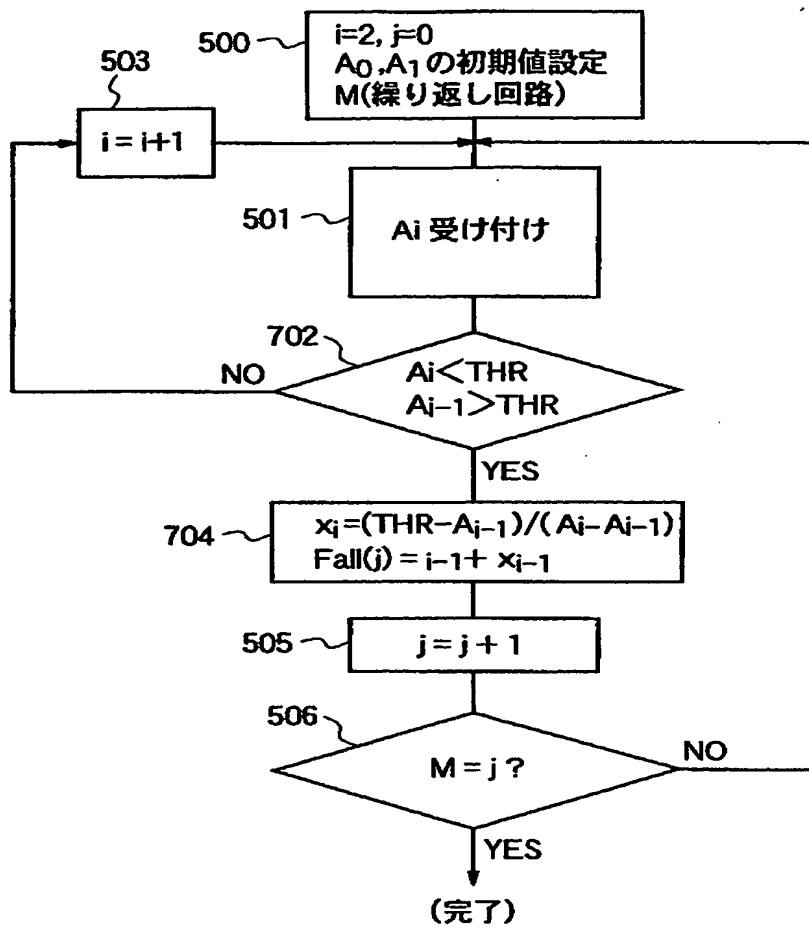 500
i=2, j=0
A0,A1の初期値設定
M(繰り返し回路)
503
i = i+1
501
Ai 受け付け
702
NO
Ai<THR
Ai-1>THR
YES
704
xi=(THR-Ai-1)/(Ai-Ai-1)
Fall(j) = i-1+ xi-1
505
j = j + 1
506
M = j ?
NO
YES
(完了)